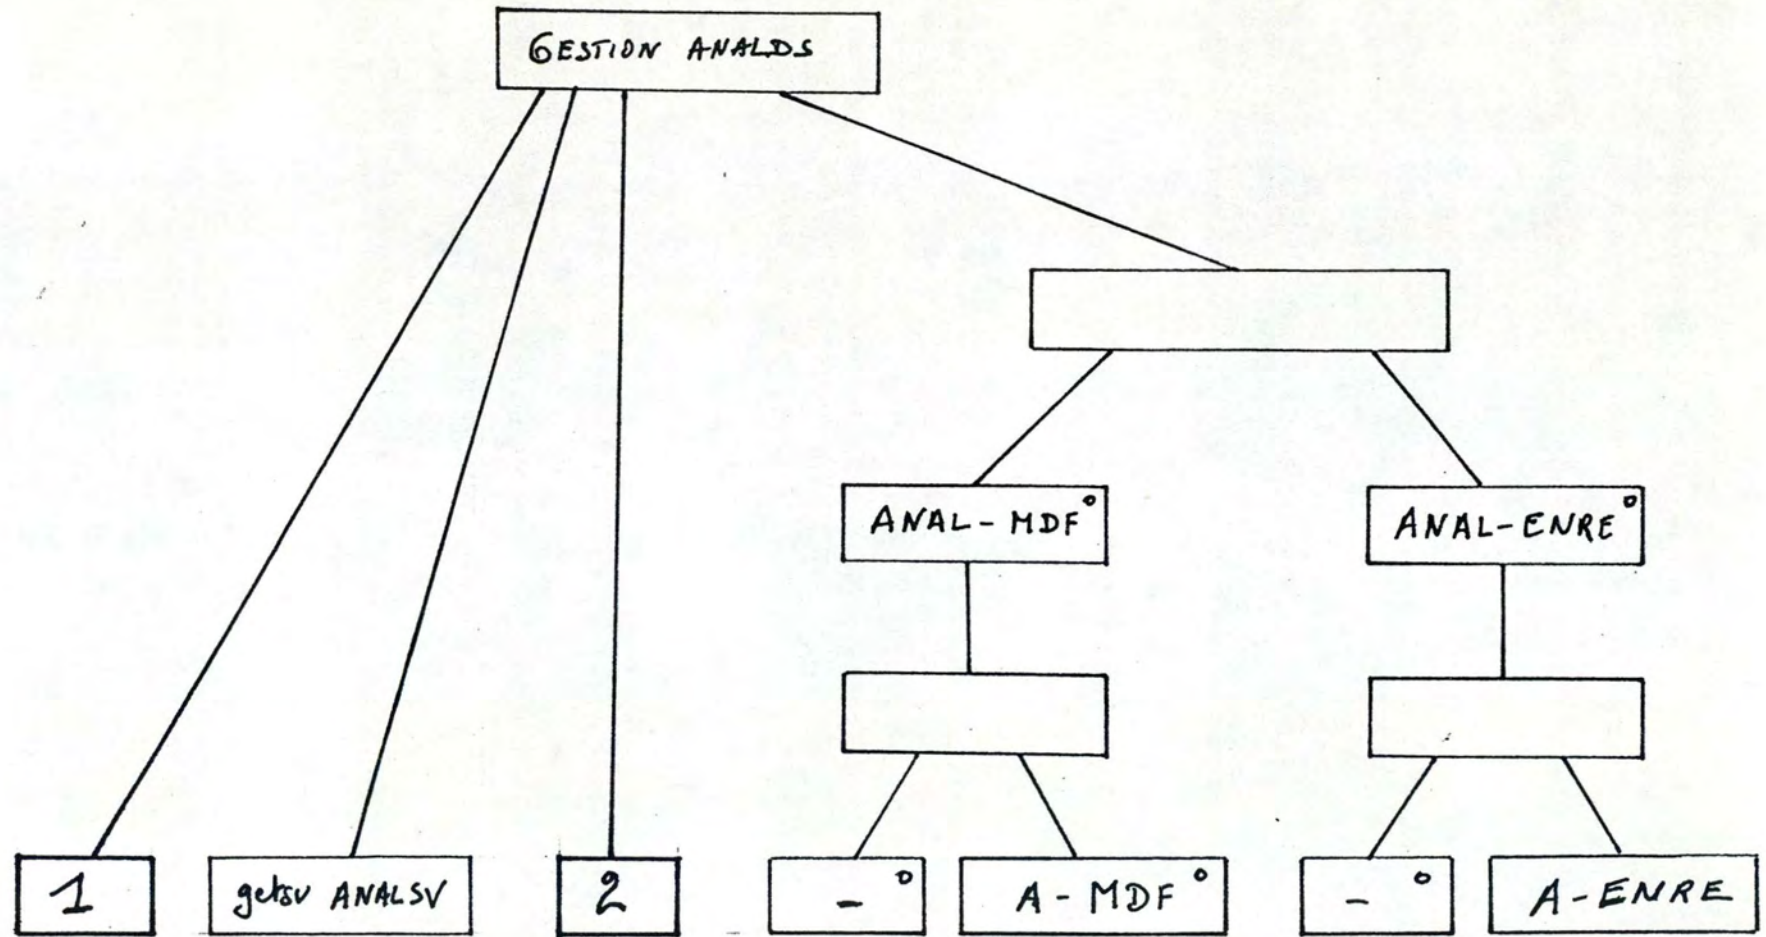 GESTION ANALDS
ANAL-MDF°
ANAL-ENRE°
1
getsv ANALSV
2
-°
A-MDF°
-°
A-ENRE